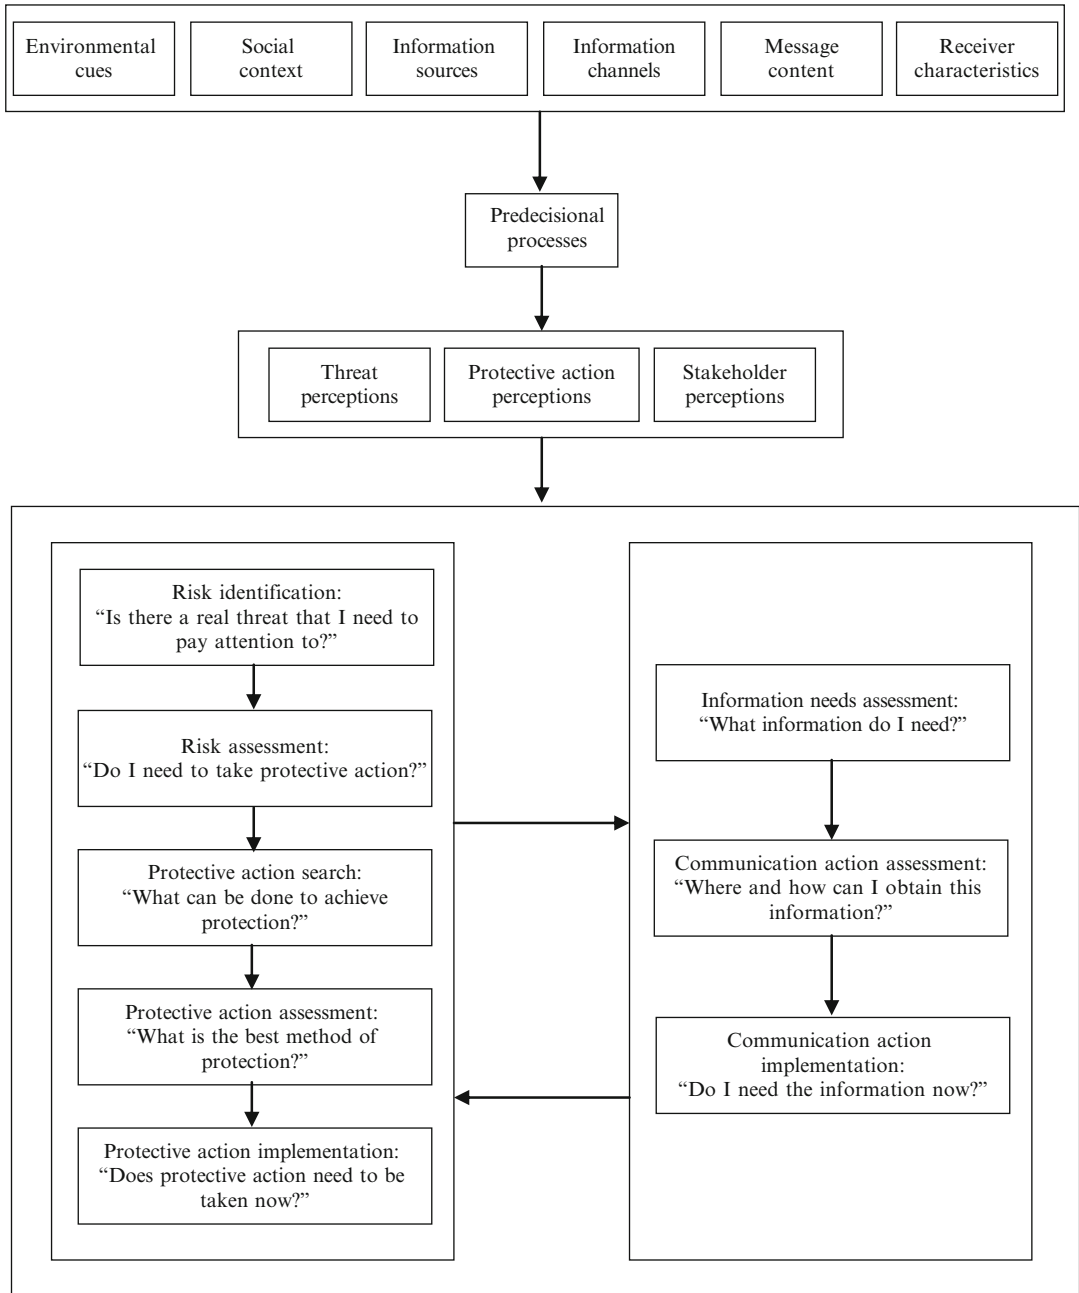 Environmental
cues
Social
context
Information
sources
Information
channels
Message
content
Receiver
characteristics
Predecisional
processes
Threat
perceptions
Protective action
perceptions
Stakeholder
perceptions
Risk identification:
“Is there a real threat that I need to
pay attention to?”
Risk assessment:
“Do I need to take protective action?”
Protective action search:
“What can be done to achieve
protection?”
Protective action assessment:
“What is the best method of
protection?”
Protective action implementation:
“Does protective action need to be
taken now?”
Information needs assessment:
“What information do I need?”
Communication action assessment:
“Where and how can I obtain this
information?”
Communication action
implementation:
“Do I need the information now?”